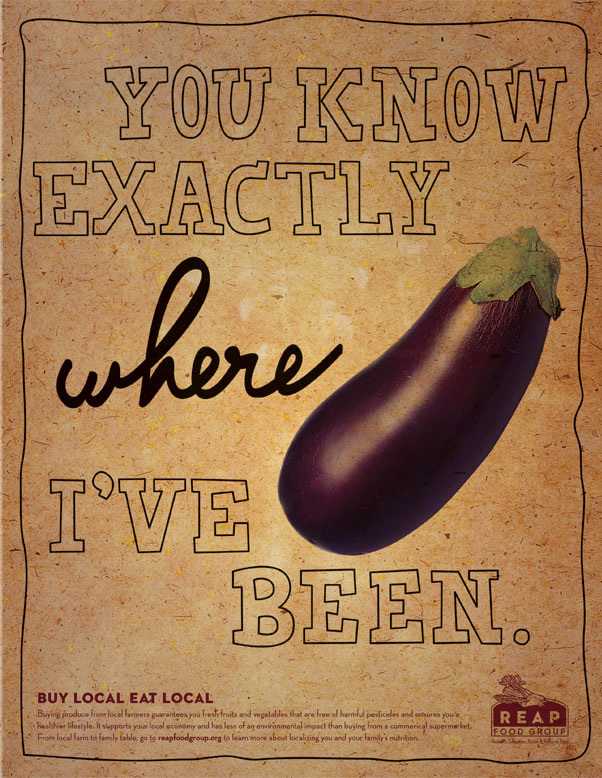 YOU KNOW
EXACTLY
where
I'VE
BEEN.
BUY LOCAL EAT LOCAL
Buying produce from local farmers guarantees you fresh fruits and vegetables that are free of harmful pesticides and ensures you a
healthier lifestyle. It supports your local economy and has less of an environmental impact than buying from a commerical supermarket.
From local farm to family table, go to reapfoodgroup.org to learn more about localizing you and your family's nutrition.
REAP
FOOD GROUP